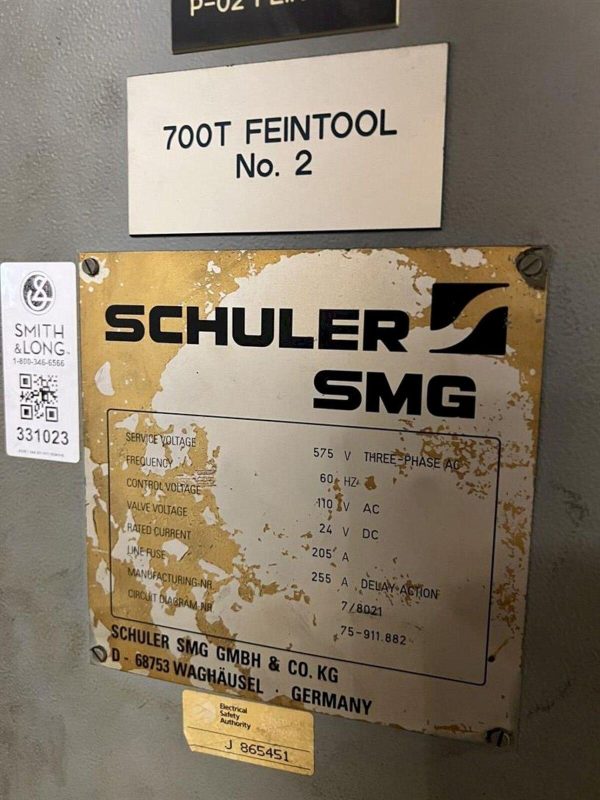 700T FEINTOOL
No. 2
SMITH
&LONG
1-800-346-6566
331023
SCHULER
SMG
SERVICE VOLTAGE 575 V THREE-PHASE AC
FREQUENCY 60 HZ
CONTROL VOLTAGE 110 V AC
VALVE VOLTAGE 24 V DC
RATED CURRENT 205 A
LINE FUSE 255 A DELAY-ACTION
MANUFACTURING-NR. 7/8021
CIRCUIT DIAGRAM-NR 75-911.882
SCHULER SMG GMBH & CO. KG
D - 68753 WAGHÄUSEL · GERMANY
Electrical
Safety
Authority
J 865451